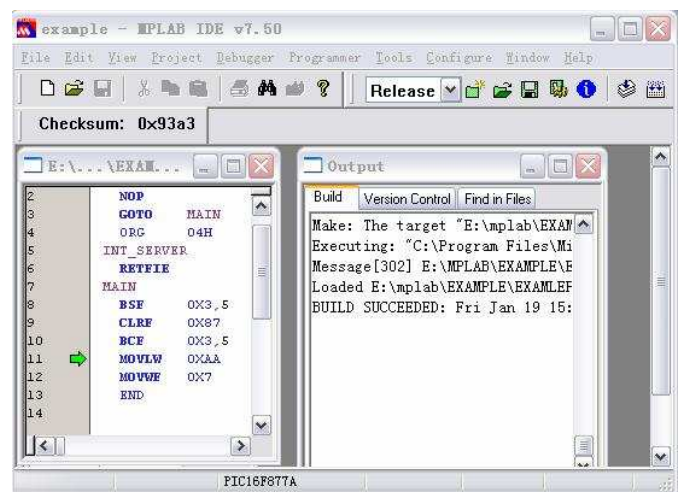 example - MPLAB IDE v7.50
File Edit View Project Debugger Programmer Tools Configure Window Help
Release
Checksum: 0x93a3
E:\...\EXAM...
2 NOP
3 GOTO MAIN
4 ORG 04H
5 INT_SERVER
6 RETFIE
7 MAIN
8 BSF 0X3,5
9 CLRF 0X87
10 BCF 0X3,5
11 MOVLW 0XAA
12 MOVWF 0X7
13 END
14
Output
Build Version Control Find in Files
Make: The target "E:\mplab\EXAM
Executing: "C:\Program Files\Mi
Message[302] E:\MPLAB\EXAMPLE\E
Loaded E:\mplab\EXAMPLE\EXAMLEP
BUILD SUCCEEDED: Fri Jan 19 15:
PIC16F877A